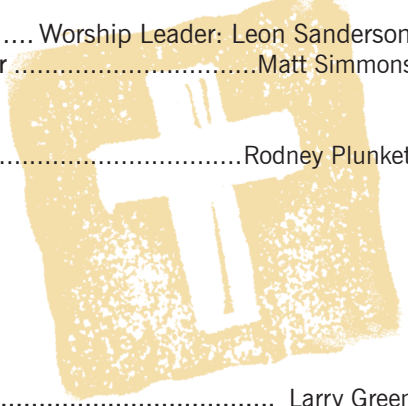 .... Worship Leader: Leon Sanderson
r ................................Matt Simmons
................................Rodney Plunket
.................................... Larry Green